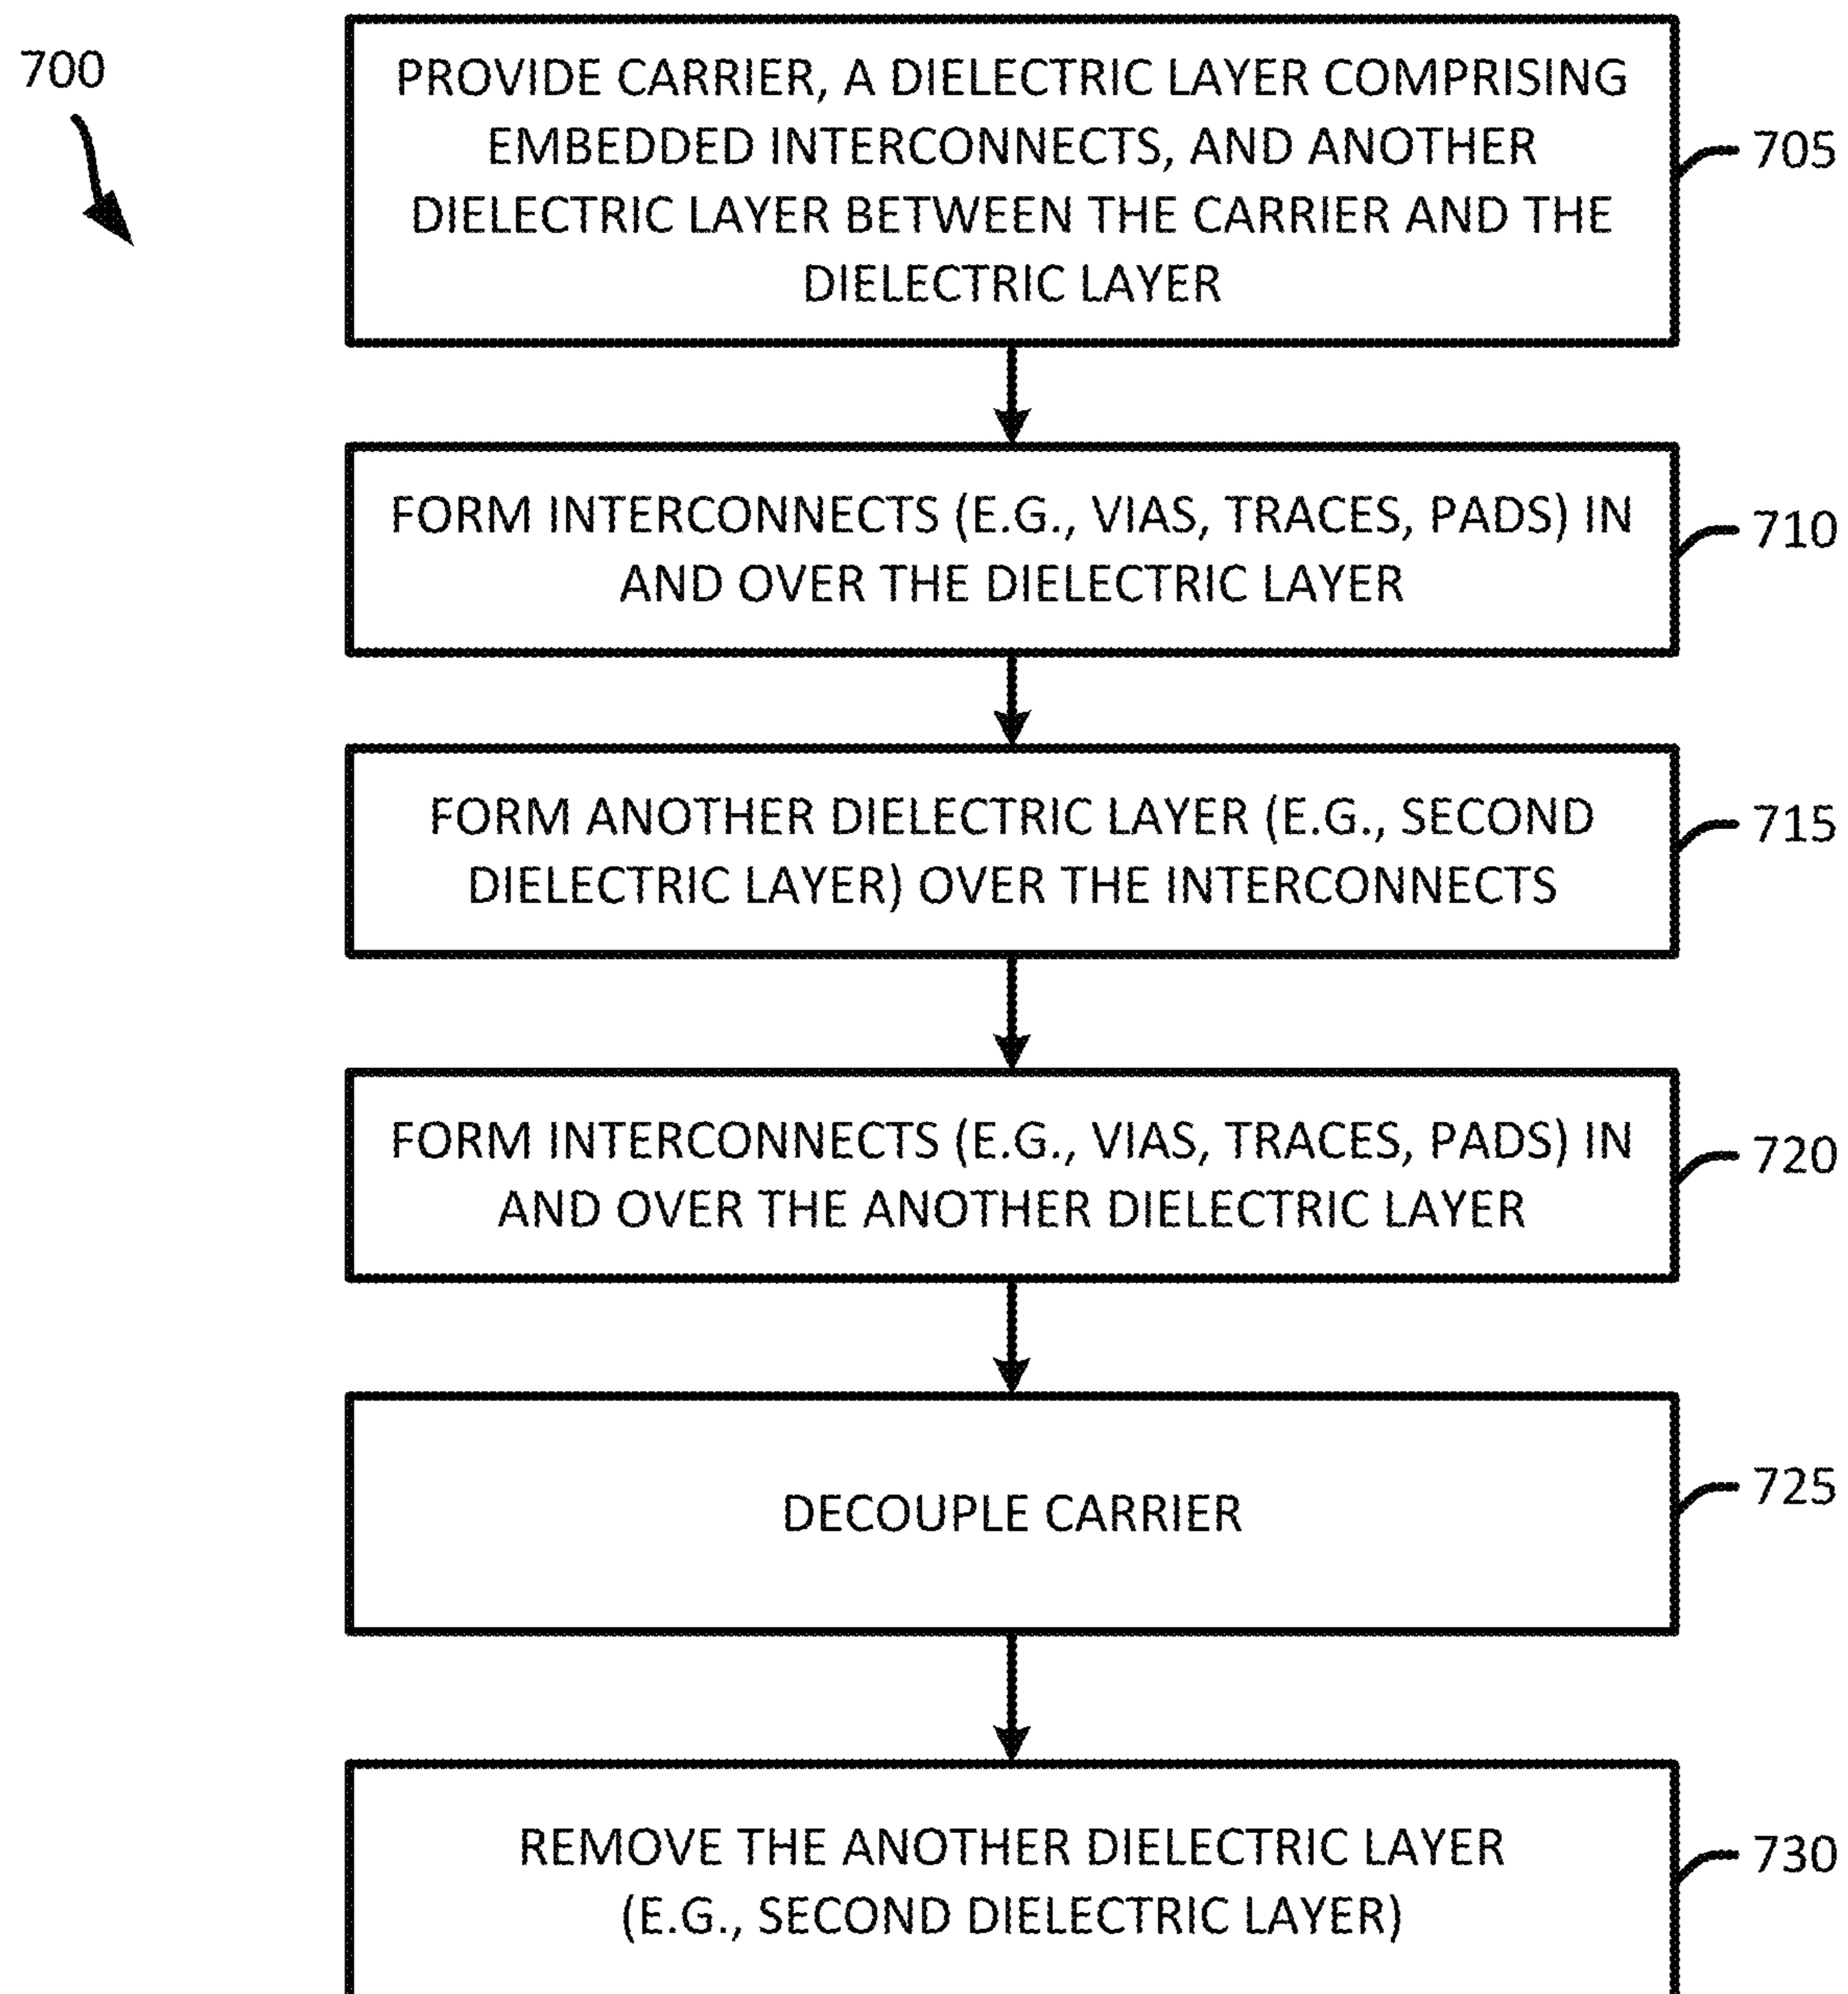 700
PROVIDE CARRIER, A DIELECTRIC LAYER COMPRISING
EMBEDDED INTERCONNECTS, AND ANOTHER
DIELECTRIC LAYER BETWEEN THE CARRIER AND THE
DIELECTRIC LAYER
705
FORM INTERCONNECTS (E.G., VIAS, TRACES, PADS) IN
AND OVER THE DIELECTRIC LAYER
710
FORM ANOTHER DIELECTRIC LAYER (E.G., SECOND
DIELECTRIC LAYER) OVER THE INTERCONNECTS
715
FORM INTERCONNECTS (E.G., VIAS, TRACES, PADS) IN
AND OVER THE ANOTHER DIELECTRIC LAYER
720
DECOUPLE CARRIER
725
REMOVE THE ANOTHER DIELECTRIC LAYER
(E.G., SECOND DIELECTRIC LAYER)
730